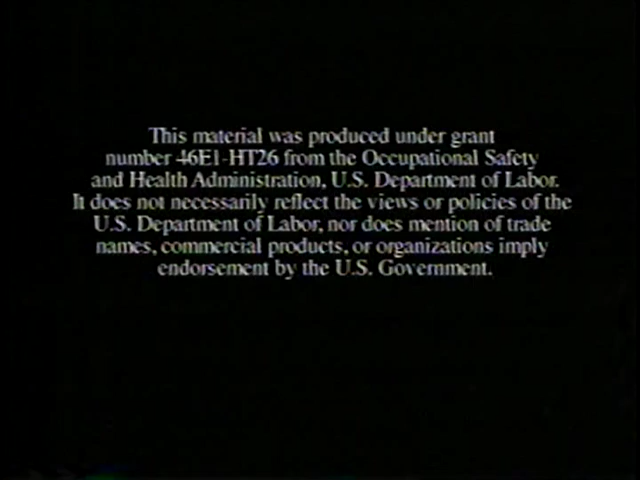 This material was produced under grant
number 46E1-HT26 from the Occupational Safety
and Health Administration, U.S. Department of Labor.
It does not necessarily reflect the views or policies of the
U.S. Department of Labor, nor does mention of trade
names, commercial products, or organizations imply
endorsement by the U.S. Government.